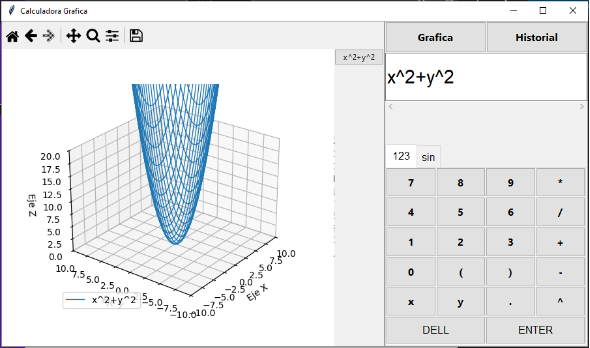 Calculadora Grafica
Grafica Historial
x^2+y^2
x^2+y^2
123 sin
7 8 9 *
4 5 6 /
1 2 3 +
0 ( ) -
x y . ^
DELL ENTER
20.0
17.5
15.0
12.5
10.0
7.5
5.0
2.5
0.0
Eje Z
10.0
7.5
5.0
2.5
0.0
-2.5
-5.0
-7.5
-10.0
10.0
7.5
5.0
2.5
0.0
-2.5
-5.0
-7.5
-10.0
Eje X
x^2+y^2